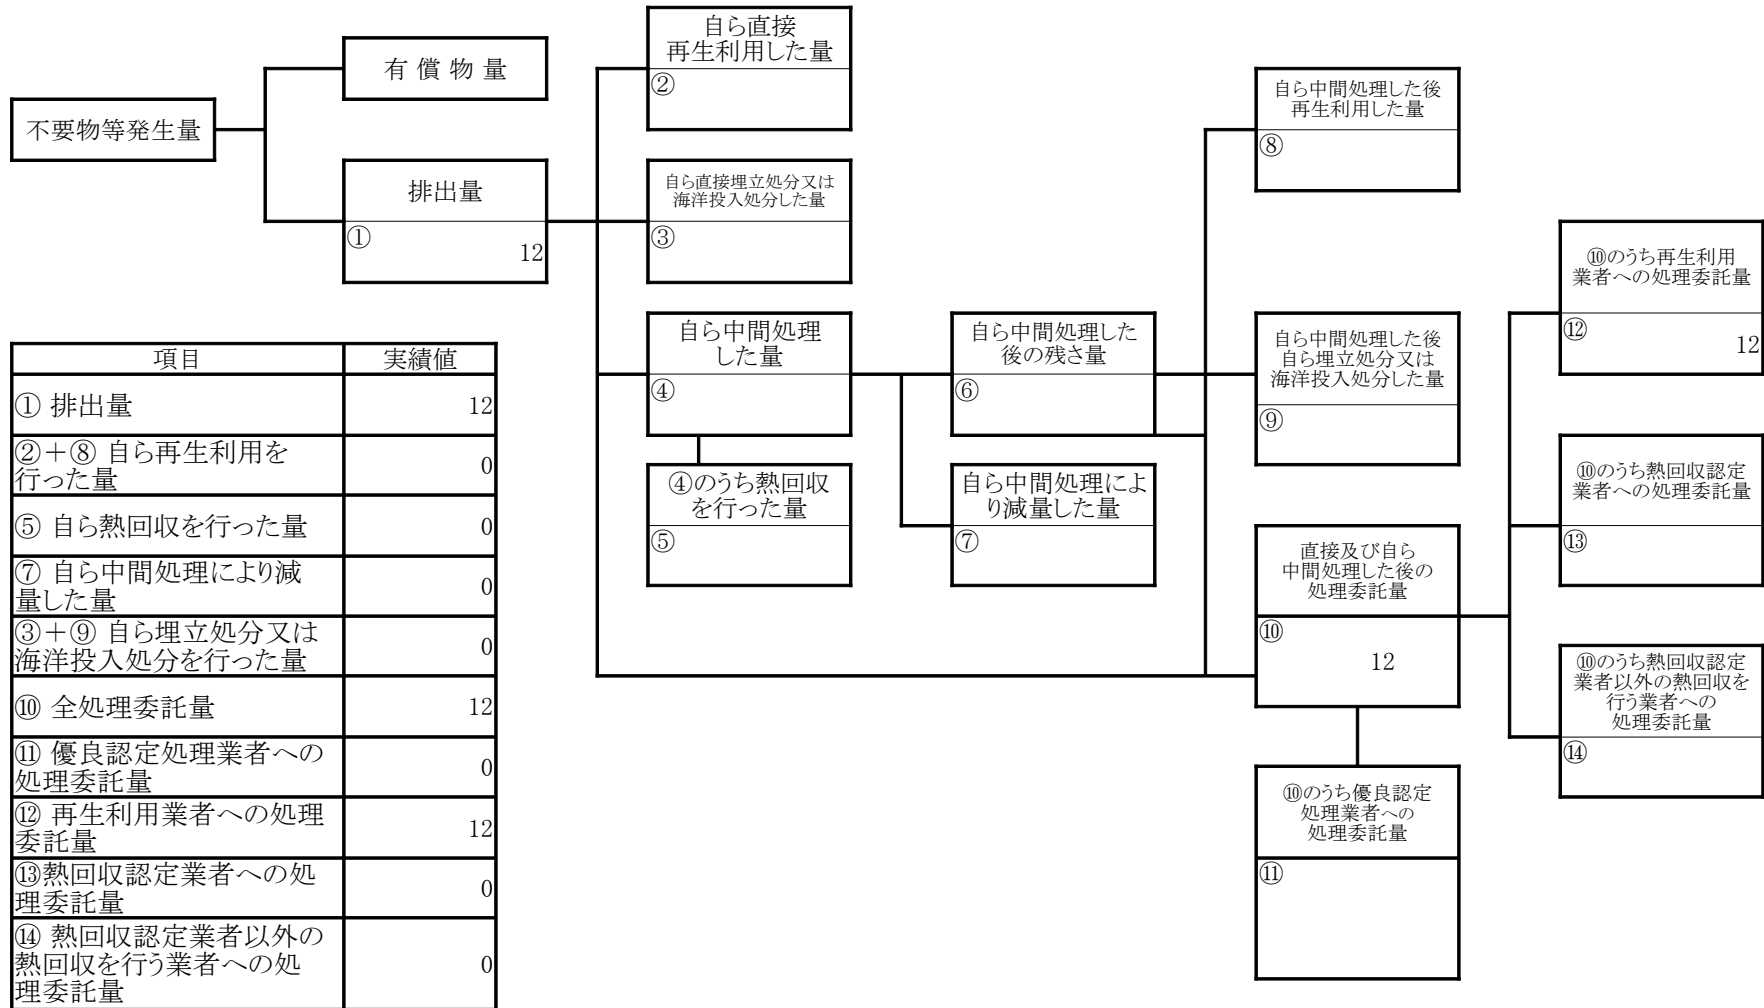 不要物等発生量
有 償 物 量
排出量
①
12
自ら直接
再生利用した量
②
自ら直接埋立処分又は
海洋投入処分した量
③
自ら中間処理
した量
④
④のうち熱回収
を行った量
⑤
自ら中間処理した
後の残さ量
⑥
自ら中間処理によ
り減量した量
⑦
自ら中間処理した後
再生利用した量
⑧
自ら中間処理した後
自ら埋立処分又は
海洋投入処分した量
⑨
直接及び自ら
中間処理した後の
処理委託量
⑩
12
⑩のうち優良認定
処理業者への
処理委託量
⑪
⑩のうち再生利用
業者への処理委託量
⑫
12
⑩のうち熱回収認定
業者への処理委託量
⑬
⑩のうち熱回収認定
業者以外の熱回収を
行う業者への
処理委託量
⑭
項目 実績値
① 排出量 12
②+⑧ 自ら再生利用を
行った量 0
⑤ 自ら熱回収を行った量 0
⑦ 自ら中間処理により減
量した量 0
③+⑨ 自ら埋立処分又は
海洋投入処分を行った量 0
⑩ 全処理委託量 12
⑪ 優良認定処理業者への
処理委託量 0
⑫ 再生利用業者への処理
委託量 12
⑬熱回収認定業者への処
理委託量 0
⑭ 熱回収認定業者以外の
熱回収を行う業者への処
理委託量 0